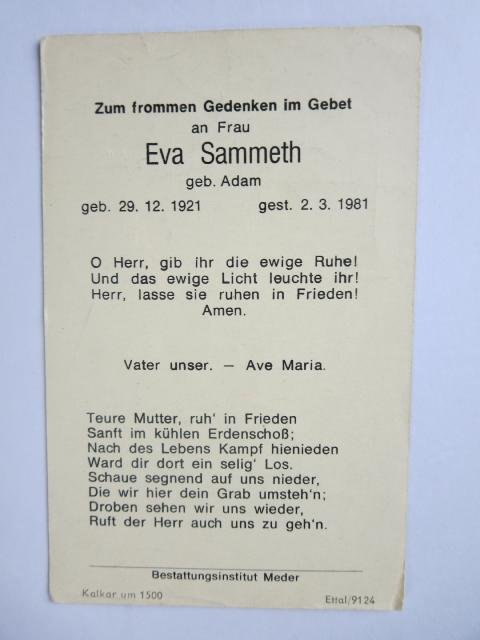 Zum frommen Gedenken im Gebet
an Frau
Eva Sammeth
geb. Adam
geb. 29. 12. 1921 gest. 2. 3. 1981
O Herr, gib ihr die ewige Ruhe!
Und das ewige Licht leuchte ihr!
Herr, lasse sie ruhen in Frieden!
Amen.
Vater unser. — Ave Maria.
Teure Mutter, ruh' in Frieden
Sanft im kühlen Erdenschoß;
Nach des Lebens Kampf hienieden
Ward dir dort ein selig' Los.
Schaue segnend auf uns nieder,
Die wir hier dein Grab umsteh'n;
Droben sehen wir uns wieder,
Ruft der Herr auch uns zu geh'n.
Bestattungsinstitut Meder
Kalkar um 1500 Ettal/9124